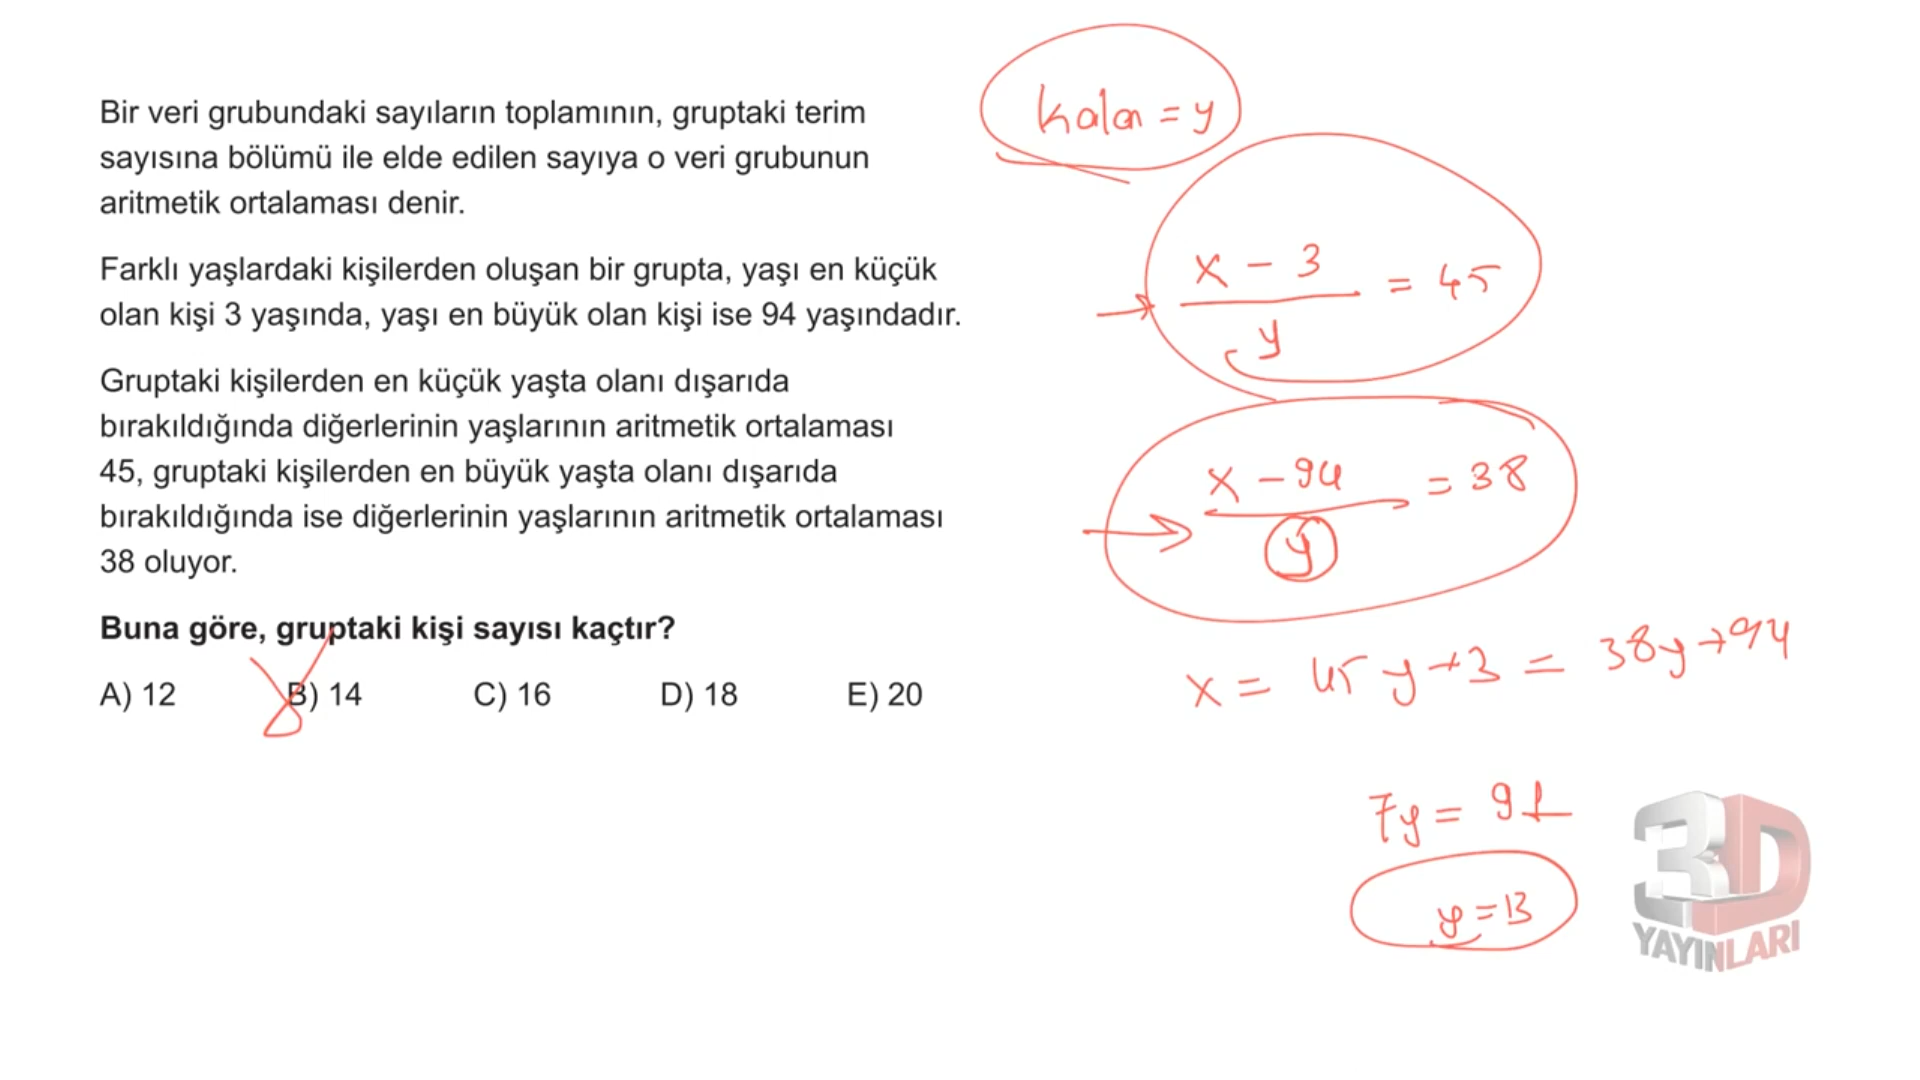 Bir veri grubundaki sayıların toplamının, gruptaki terim
sayısına bölümü ile elde edilen sayıya o veri grubunun
aritmetik ortalaması denir.
Farklı yaşlardaki kişilerden oluşan bir grupta, yaşı en küçük
olan kişi 3 yaşında, yaşı en büyük olan kişi ise 94 yaşındadır.
Gruptaki kişilerden en küçük yaşta olanı dışarıda
bırakıldığında diğerlerinin yaşlarının aritmetik ortalaması
45, gruptaki kişilerden en büyük yaşta olanı dışarıda
bırakıldığında ise diğerlerinin yaşlarının aritmetik ortalaması
38 oluyor.
Buna göre, gruptaki kişi sayısı kaçtır?
A) 12 B) 14 C) 16 D) 18 E) 20
kalan = y
x - 3
= 45
y
x - 94
= 38
y
x = 45y+3 = 38y+94
7y = 91
y=13
3D
YAYINLARI